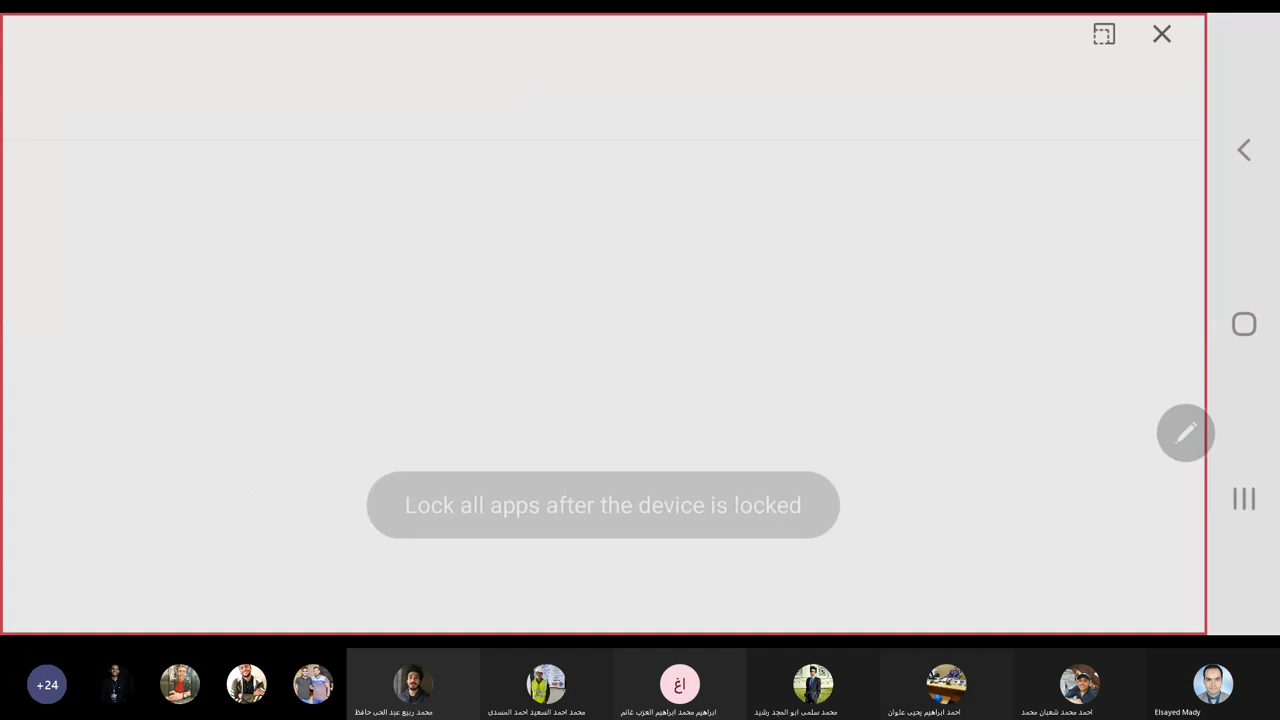 Lock all apps after the device is locked
+24
محمد ربيع عبد الحى حافظ
محمد احمد السعيد احمد المسدى
اغ
ابراهيم محمد ابراهيم العزب غانم
محمد سلمى ابو المجد رشيد
احمد ابراهيم يحيى علوان
احمد محمد شعبان محمد
Elsayed Mady